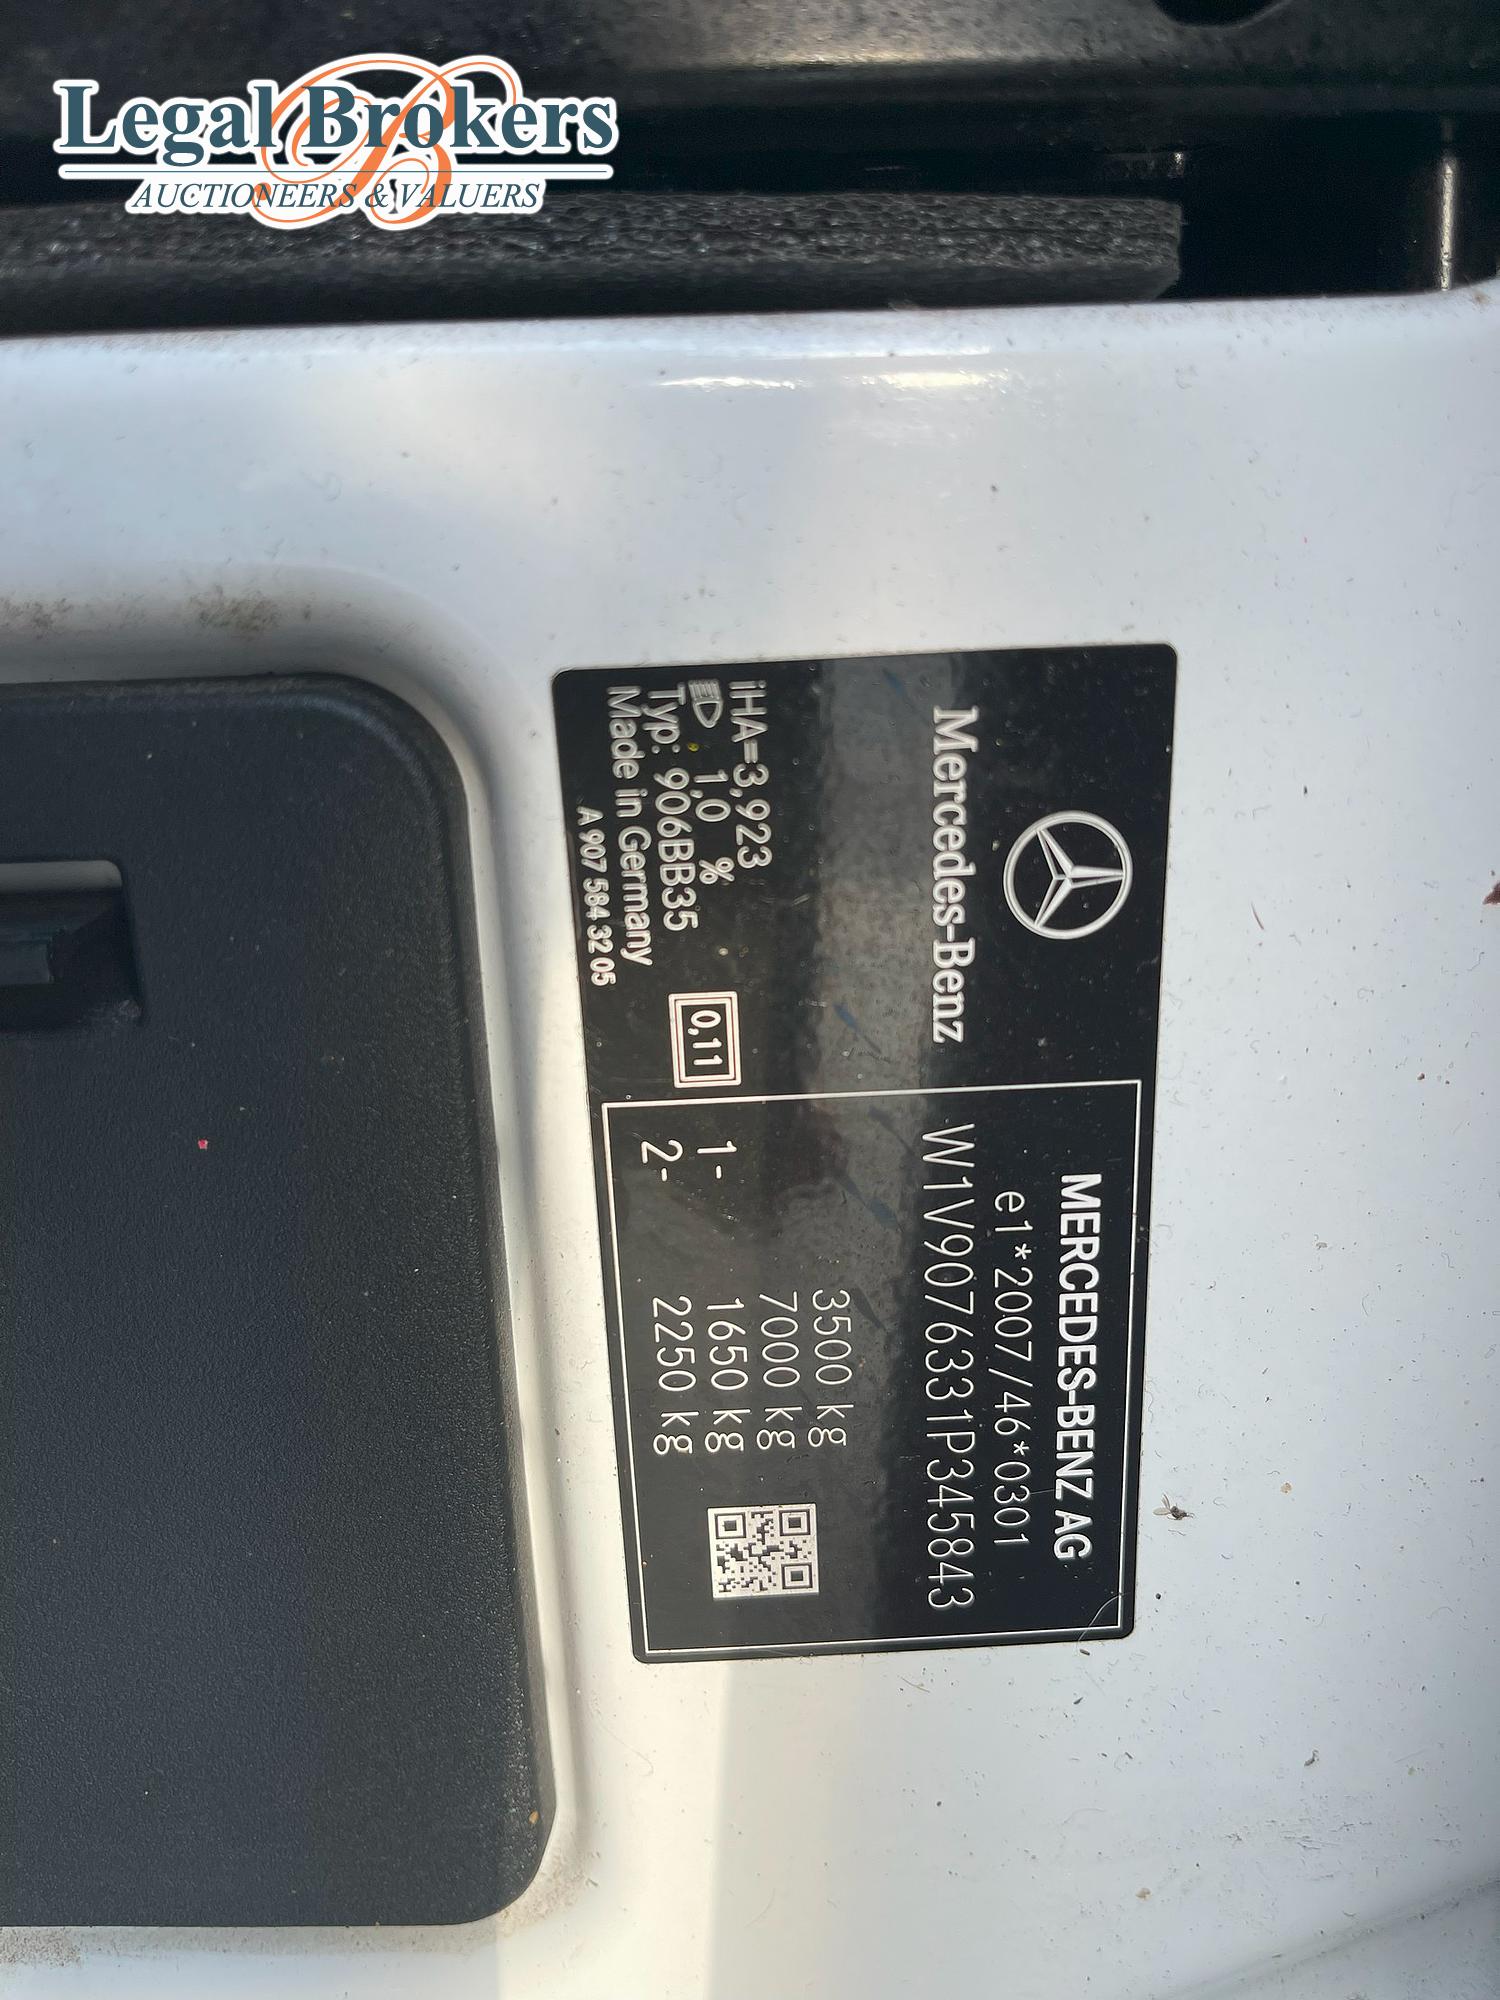 Legal Brokers
AUCTIONEERS & VALUERS
Mercedes-Benz
iHA=3,923
1,0 %
Typ: 906BB35
Made in Germany
A 907 584 32 05
0,11
MERCEDES-BENZ AG
e1*2007/46*0301
W1V9076331P345843
3500 kg
7000 kg
1- 1650 kg
2- 2250 kg